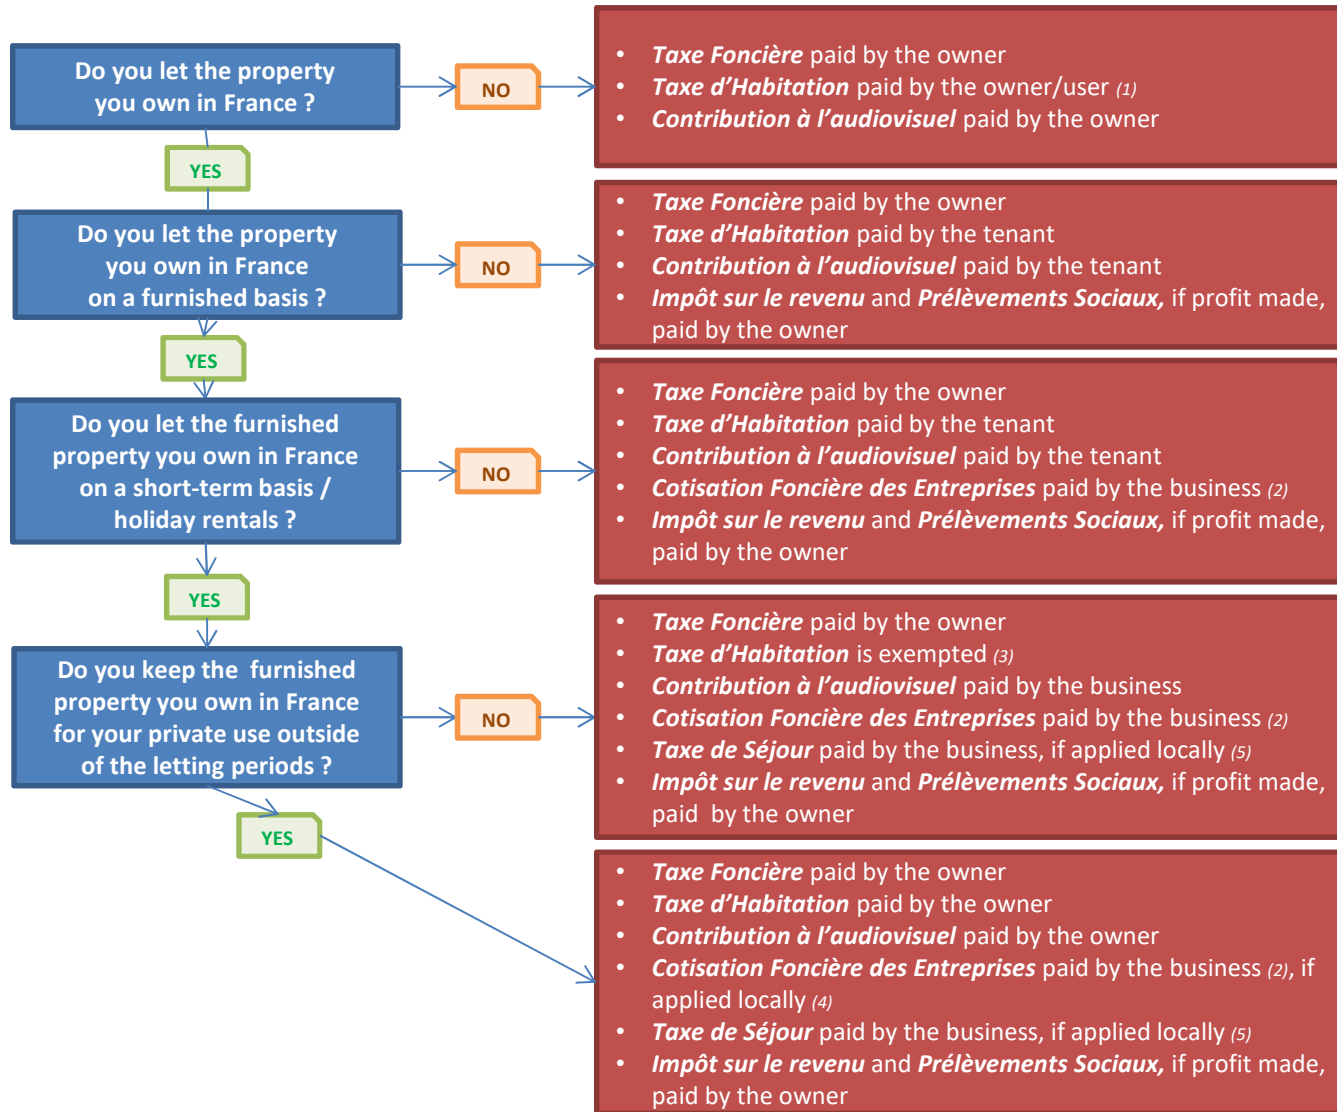 Do you let the property
you own in France ?
NO
• Taxe Foncière paid by the owner
• Taxe d’Habitation paid by the owner/user (1)
• Contribution à l’audiovisuel paid by the owner
YES
Do you let the property
you own in France
on a furnished basis ?
NO
• Taxe Foncière paid by the owner
• Taxe d’Habitation paid by the tenant
• Contribution à l’audiovisuel paid by the tenant
• Impôt sur le revenu and Prélèvements Sociaux, if profit made,
paid by the owner
YES
Do you let the furnished
property you own in France
on a short-term basis /
holiday rentals ?
NO
• Taxe Foncière paid by the owner
• Taxe d’Habitation paid by the tenant
• Contribution à l’audiovisuel paid by the tenant
• Cotisation Foncière des Entreprises paid by the business (2)
• Impôt sur le revenu and Prélèvements Sociaux, if profit made,
paid by the owner
YES
Do you keep the furnished
property you own in France
for your private use outside
of the letting periods ?
NO
• Taxe Foncière paid by the owner
• Taxe d’Habitation is exempted (3)
• Contribution à l’audiovisuel paid by the business
• Cotisation Foncière des Entreprises paid by the business (2)
• Taxe de Séjour paid by the business, if applied locally (5)
• Impôt sur le revenu and Prélèvements Sociaux, if profit made,
paid by the owner
YES
• Taxe Foncière paid by the owner
• Taxe d’Habitation paid by the owner
• Contribution à l’audiovisuel paid by the owner
• Cotisation Foncière des Entreprises paid by the business (2), if
applied locally (4)
• Taxe de Séjour paid by the business, if applied locally (5)
• Impôt sur le revenu and Prélèvements Sociaux, if profit made,
paid by the owner